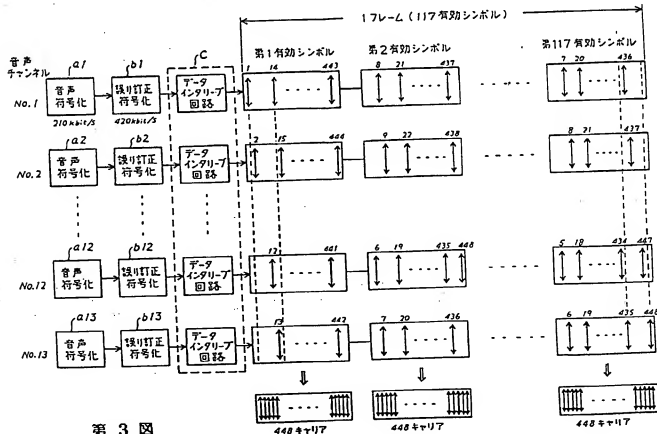 1フレーム(117有効シンボル)
音声
チャンネル
a1 b1 C
第1有効シンボル 第2有効シンボル 第117有効シンボル
1 14 443 8 21 437 7 20 436
No.1 音声符号化 誤り訂正符号化 データインタリーブ回路
210kbit/s 420kbit/s
a2 b2
2 15 444 9 22 438 8 21 437
No.2 音声符号化 誤り訂正符号化 データインタリーブ回路
a12 b12
12 441 6 19 435 448 5 18 434 447
No.12 音声符号化 誤り訂正符号化 データインタリーブ回路
a13 b13
13 442 7 20 436 6 19 435 448
No.13 音声符号化 誤り訂正符号化 データインタリーブ回路
448キャリア 448キャリア 448キャリア
第3図